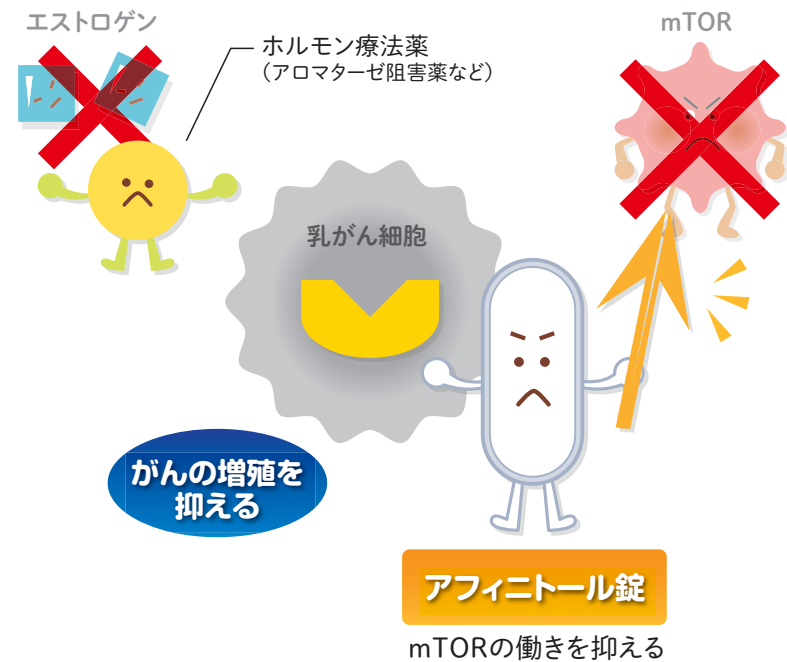 エストロゲン
mTOR
ホルモン療法薬
（アロマターゼ阻害薬など）
乳がん細胞
がんの増殖を
抑える
アフィニトール錠
mTORの働きを抑える